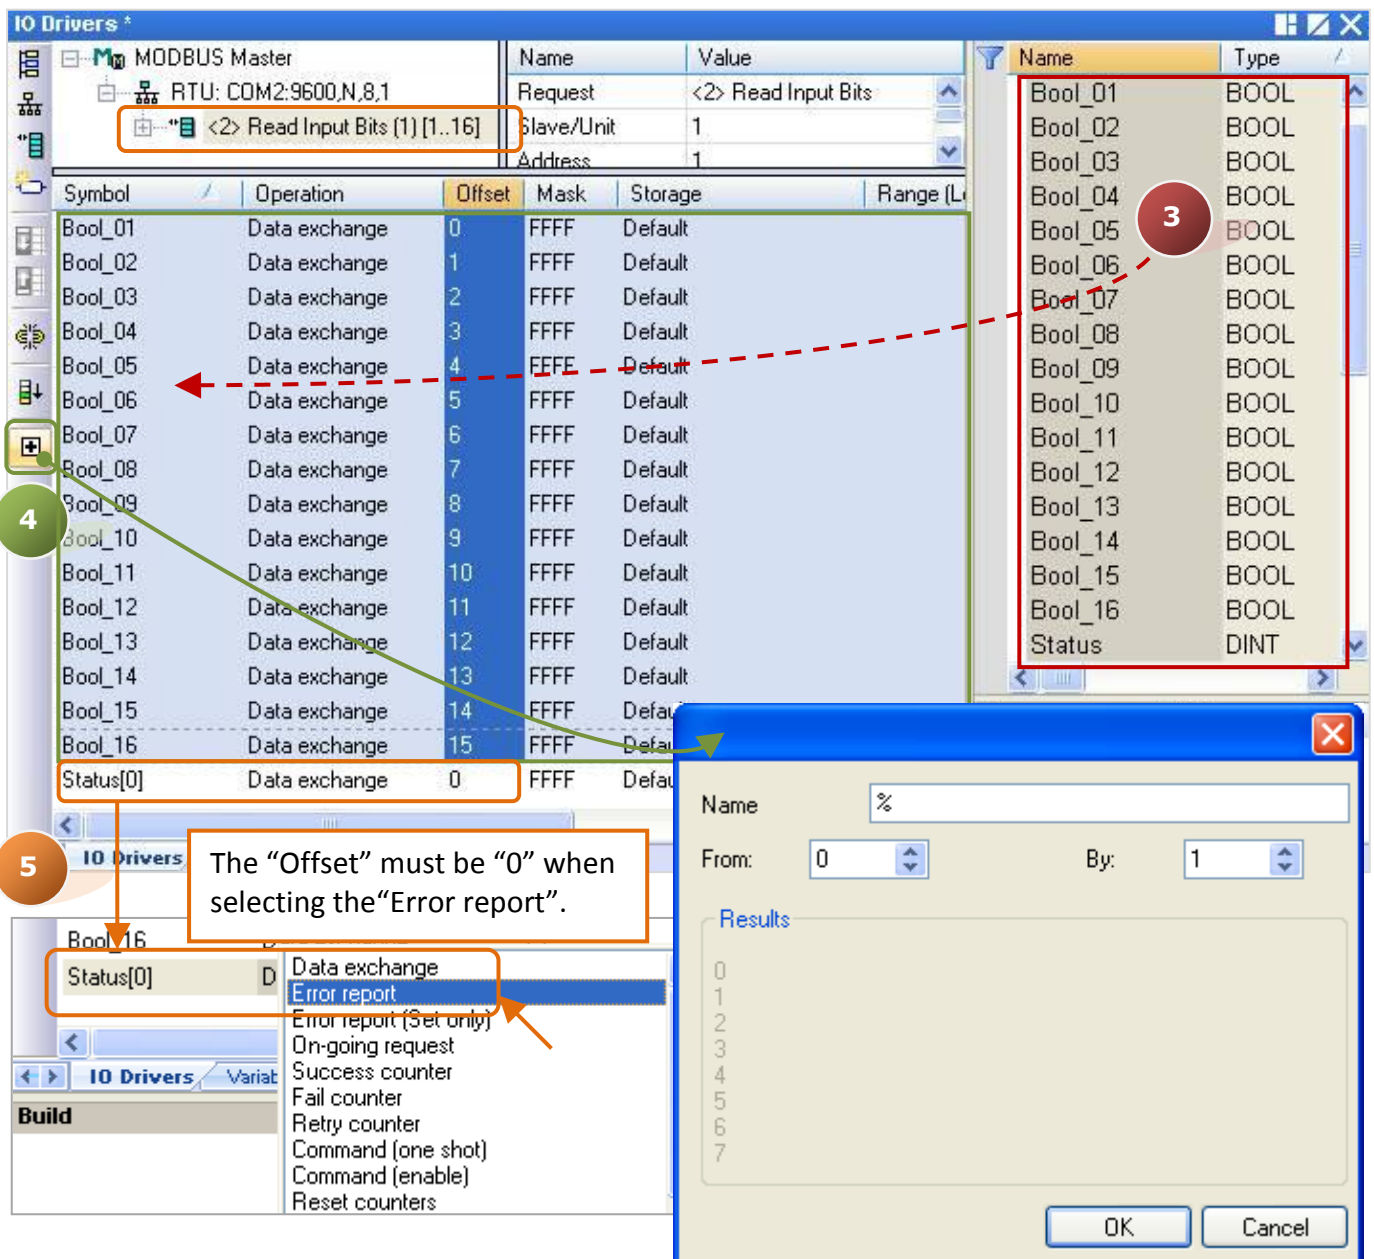 IO Drivers *
MODBUS Master
RTU: COM2:9600,N,8,1
<2> Read Input Bits (1) [1..16]
Name Value
Request <2> Read Input Bits
Slave/Unit 1
Address 1
Symbol Operation Offset Mask Storage
Bool_01 Data exchange 0 FFFF Default
Bool_02 Data exchange 1 FFFF Default
Bool_03 Data exchange 2 FFFF Default
Bool_04 Data exchange 3 FFFF Default
Bool_05 Data exchange 4 FFFF Default
Bool_06 Data exchange 5 FFFF Default
Bool_07 Data exchange 6 FFFF Default
Bool_08 Data exchange 7 FFFF Default
Bool_09 Data exchange 8 FFFF Default
Bool_10 Data exchange 9 FFFF Default
Bool_11 Data exchange 10 FFFF Default
Bool_12 Data exchange 11 FFFF Default
Bool_13 Data exchange 12 FFFF Default
Bool_14 Data exchange 13 FFFF Default
Bool_15 Data exchange 14 FFFF Defau
Bool_16 Data exchange 15 FFFF Defau
Status[0] Data exchange 0 FFFF Defau
Range (L
Name Type
Bool_01 BOOL
Bool_02 BOOL
Bool_03 BOOL
Bool_04 BOOL
Bool_05 BOOL
Bool_06 BOOL
Bool_07 BOOL
Bool_08 BOOL
Bool_09 BOOL
Bool_10 BOOL
Bool_11 BOOL
Bool_12 BOOL
Bool_13 BOOL
Bool_14 BOOL
Bool_15 BOOL
Bool_16 BOOL
Status DINT
3
4
5
IO Drivers
The “Offset” must be “0” when
selecting the“Error report”.
Bool_16
Status[0] D
Data exchange
Error report
Error report (Set only)
On-going request
Success counter
Fail counter
Retry counter
Command (one shot)
Command (enable)
Reset counters
IO Drivers Variab
Build
Name %
From: 0 By: 1
Results
0
1
2
3
4
5
6
7
OK Cancel